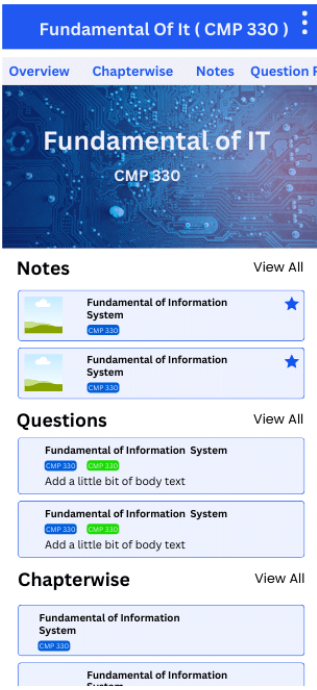 Fundamental Of It ( CMP 330 )
Overview Chapterwise Notes Question
Fundamental of IT
CMP 330
Notes View All
Fundamental of Information
System
CMP 330
Fundamental of Information
System
CMP 330
Questions View All
Fundamental of Information System
CMP 330 CMP 330
Add a little bit of body text
Fundamental of Information System
CMP 330 CMP 330
Add a little bit of body text
Chapterwise View All
Fundamental of Information
System
CMP 330
Fundamental of Information
System